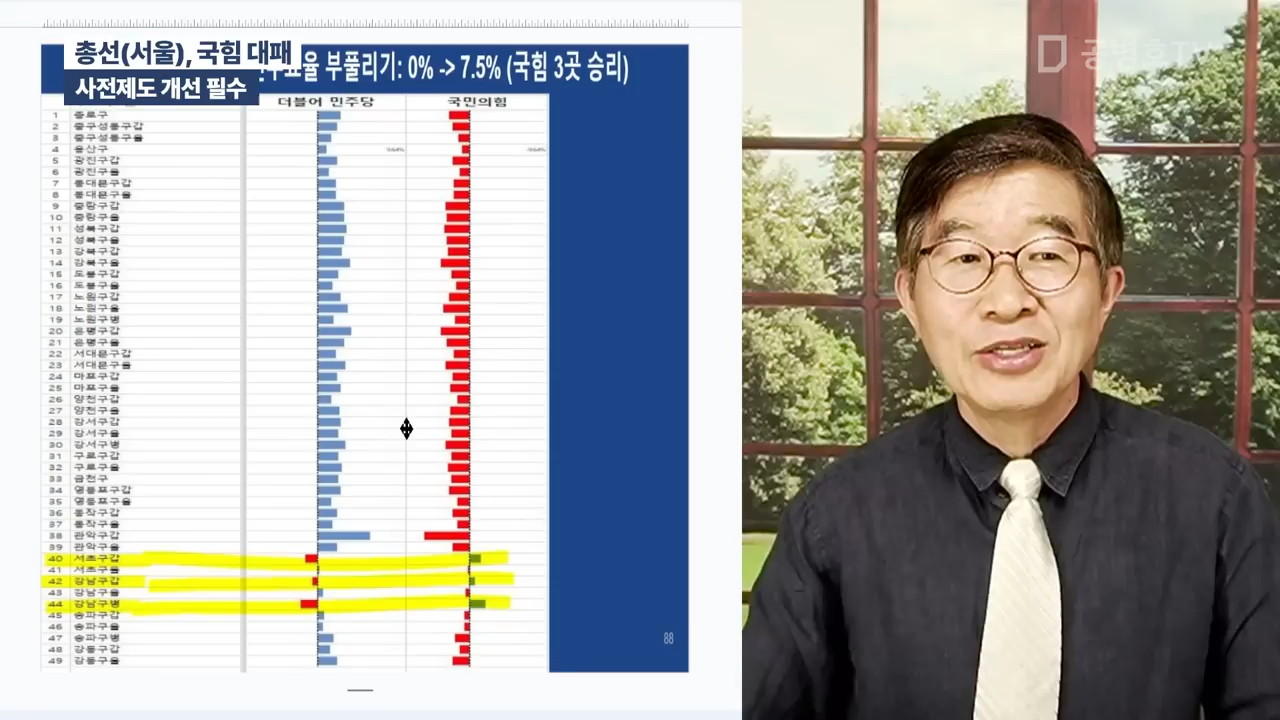 총선(서울), 국힘 대패
사전제도 개선 필수
율 부풀리기: 0% -> 7.5% (국힘 3곳 승리)
공병호TV
더불어 민주당 국민의힘
1 종로구
2 중구성동구갑
3 중구성동구을
4 용산구
5 광진구갑
6 광진구을
7 동대문구갑
8 동대문구을
9 중랑구갑
10 중랑구을
11 성북구갑
12 성북구을
13 강북구갑
14 강북구을
15 도봉구갑
16 도봉구을
17 노원구갑
18 노원구을
19 노원구병
20 은평구갑
21 은평구을
22 서대문구갑
23 서대문구을
24 마포구갑
25 마포구을
26 양천구갑
27 양천구을
28 강서구갑
29 강서구을
30 강서구병
31 구로구갑
32 구로구을
33 금천구
34 영등포구갑
35 영등포구을
36 동작구갑
37 동작구을
38 관악구갑
39 관악구을
40 서초구갑
41 서초구을
42 강남구갑
43 강남구을
44 강남구병
45 송파구갑
46 송파구을
47 송파구병
48 강동구갑
49 강동구을
88